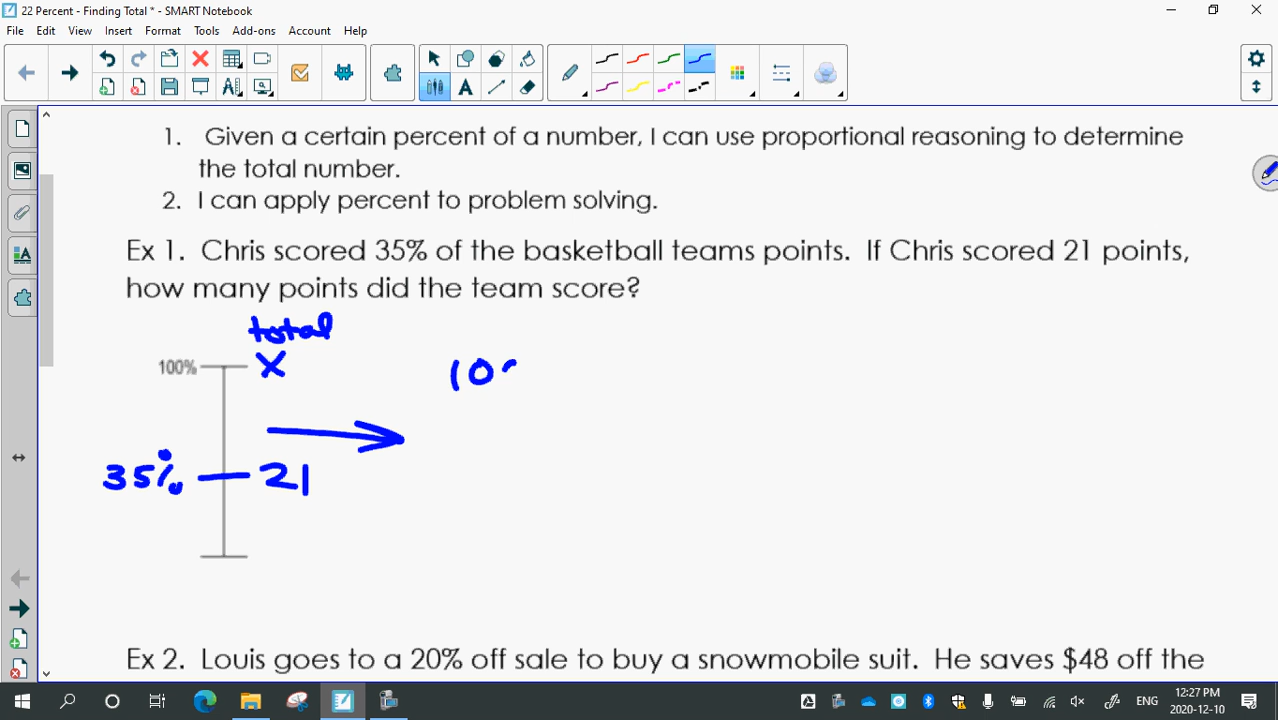 22 Percent - Finding Total * - SMART Notebook
File Edit View Insert Format Tools Add-ons Account Help
1. Given a certain percent of a number, I can use proportional reasoning to determine
the total number.
2. I can apply percent to problem solving.
Ex 1. Chris scored 35% of the basketball teams points. If Chris scored 21 points,
how many points did the team score?
total
100% X
10
35% 21
Ex 2. Louis goes to a 20% off sale to buy a snowmobile suit. He saves $48 off the
ENG
12:27 PM
2020-12-10